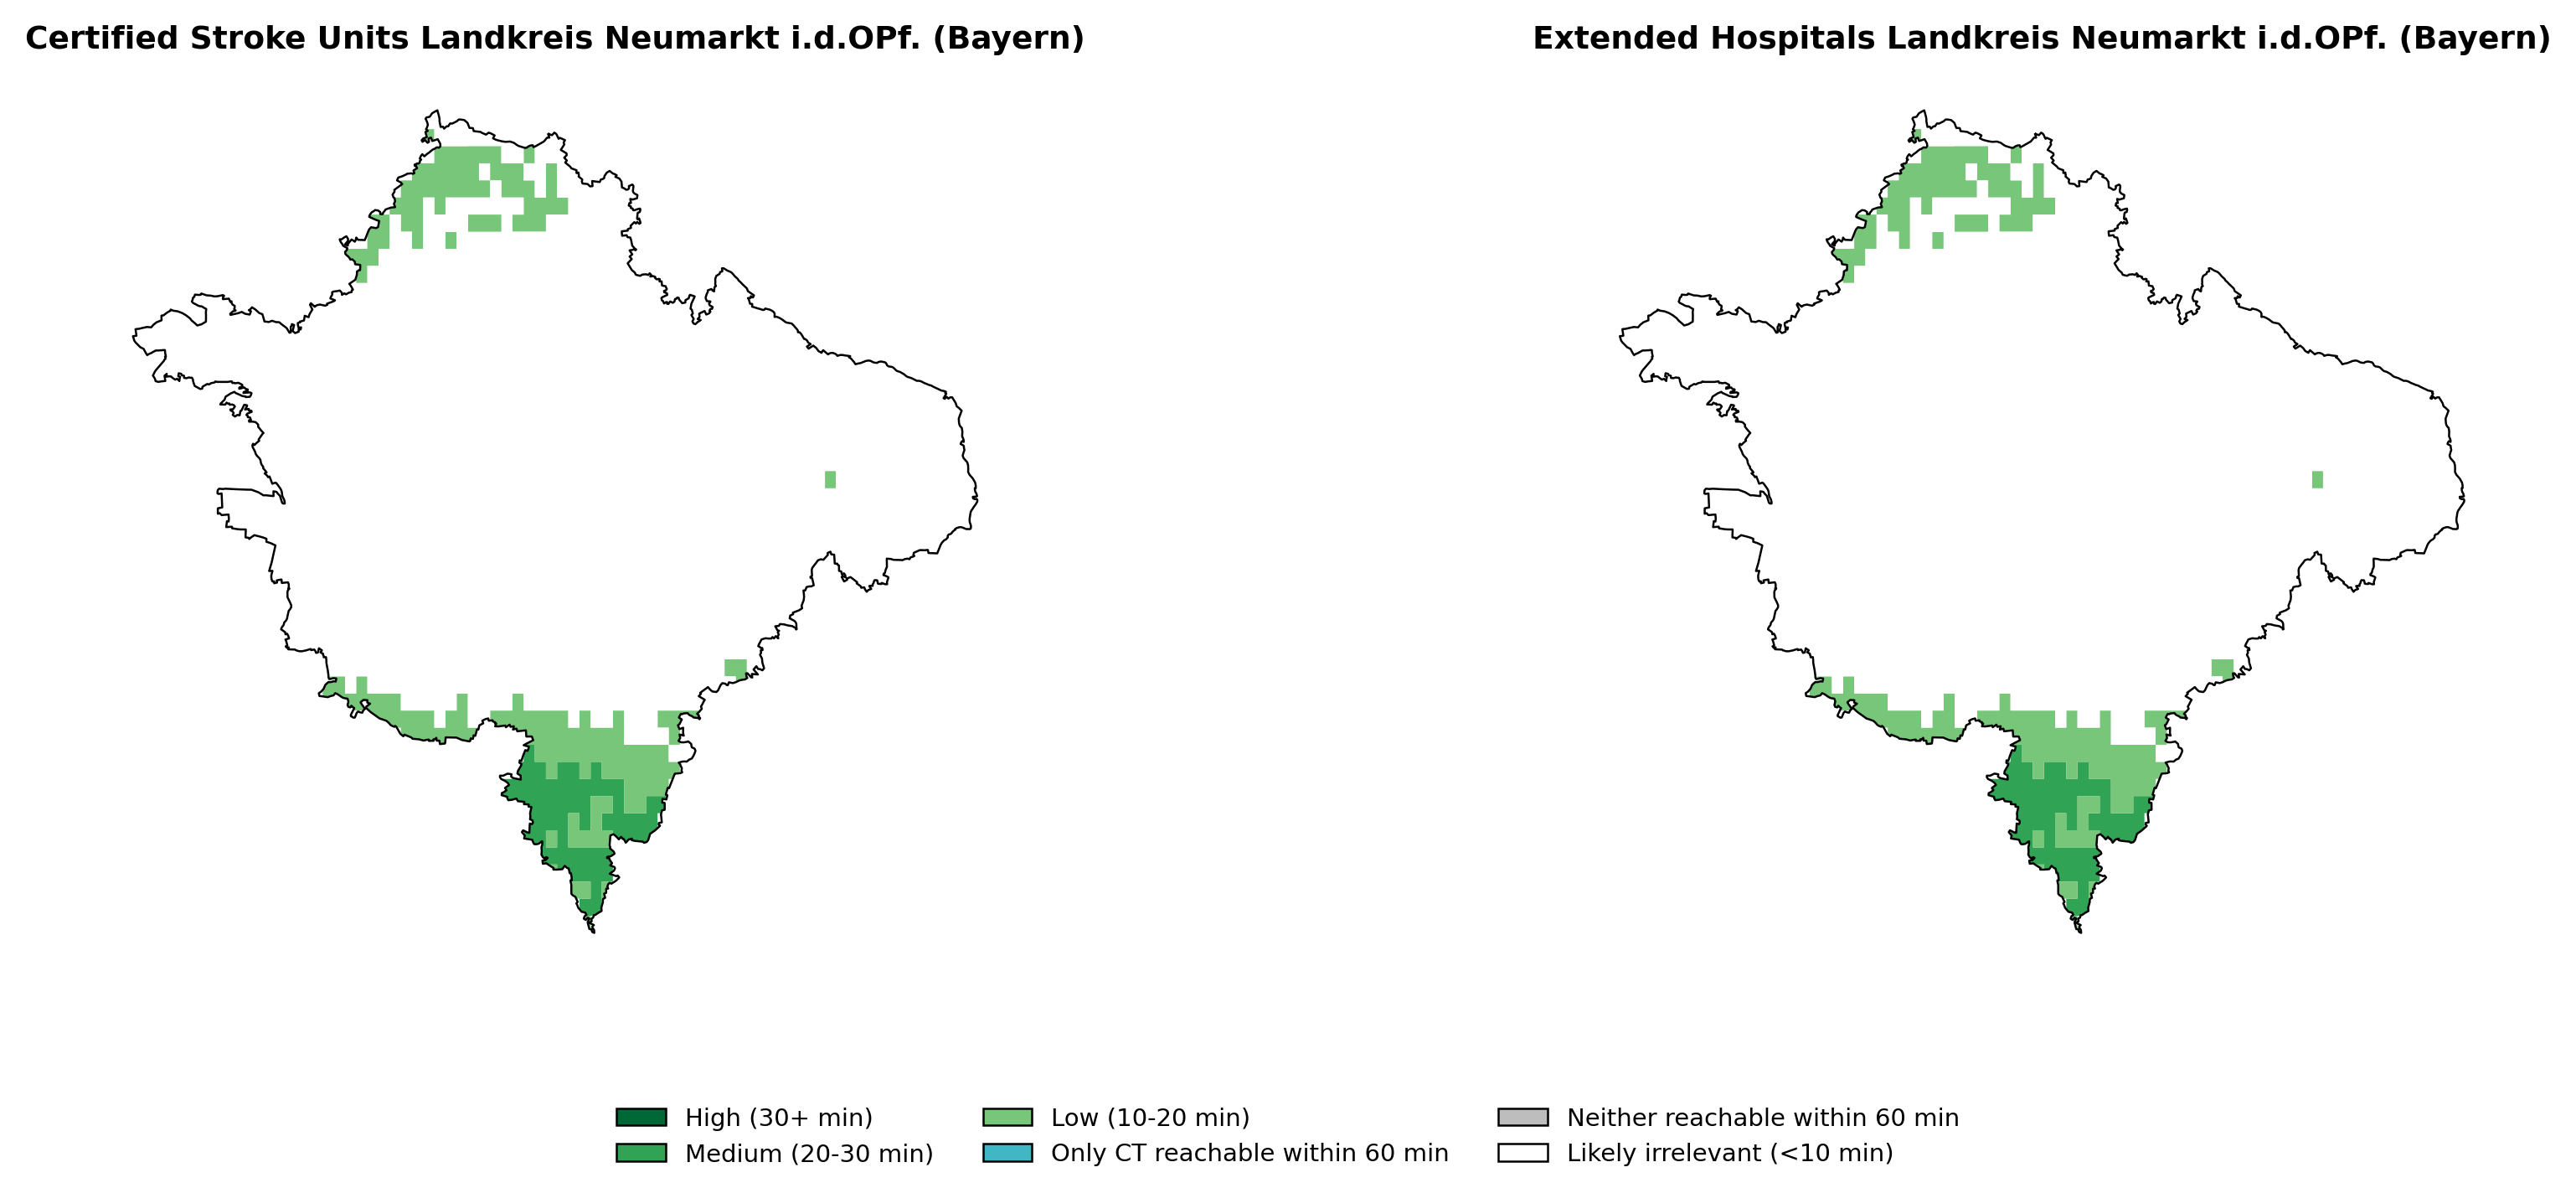 Certified Stroke Units Landkreis Neumarkt i.d.OPf. (Bayern)
Extended Hospitals Landkreis Neumarkt i.d.OPf. (Bayern)
High (30+ min)
Medium (20-30 min)
Low (10-20 min)
Only CT reachable within 60 min
Neither reachable within 60 min
Likely irrelevant (<10 min)